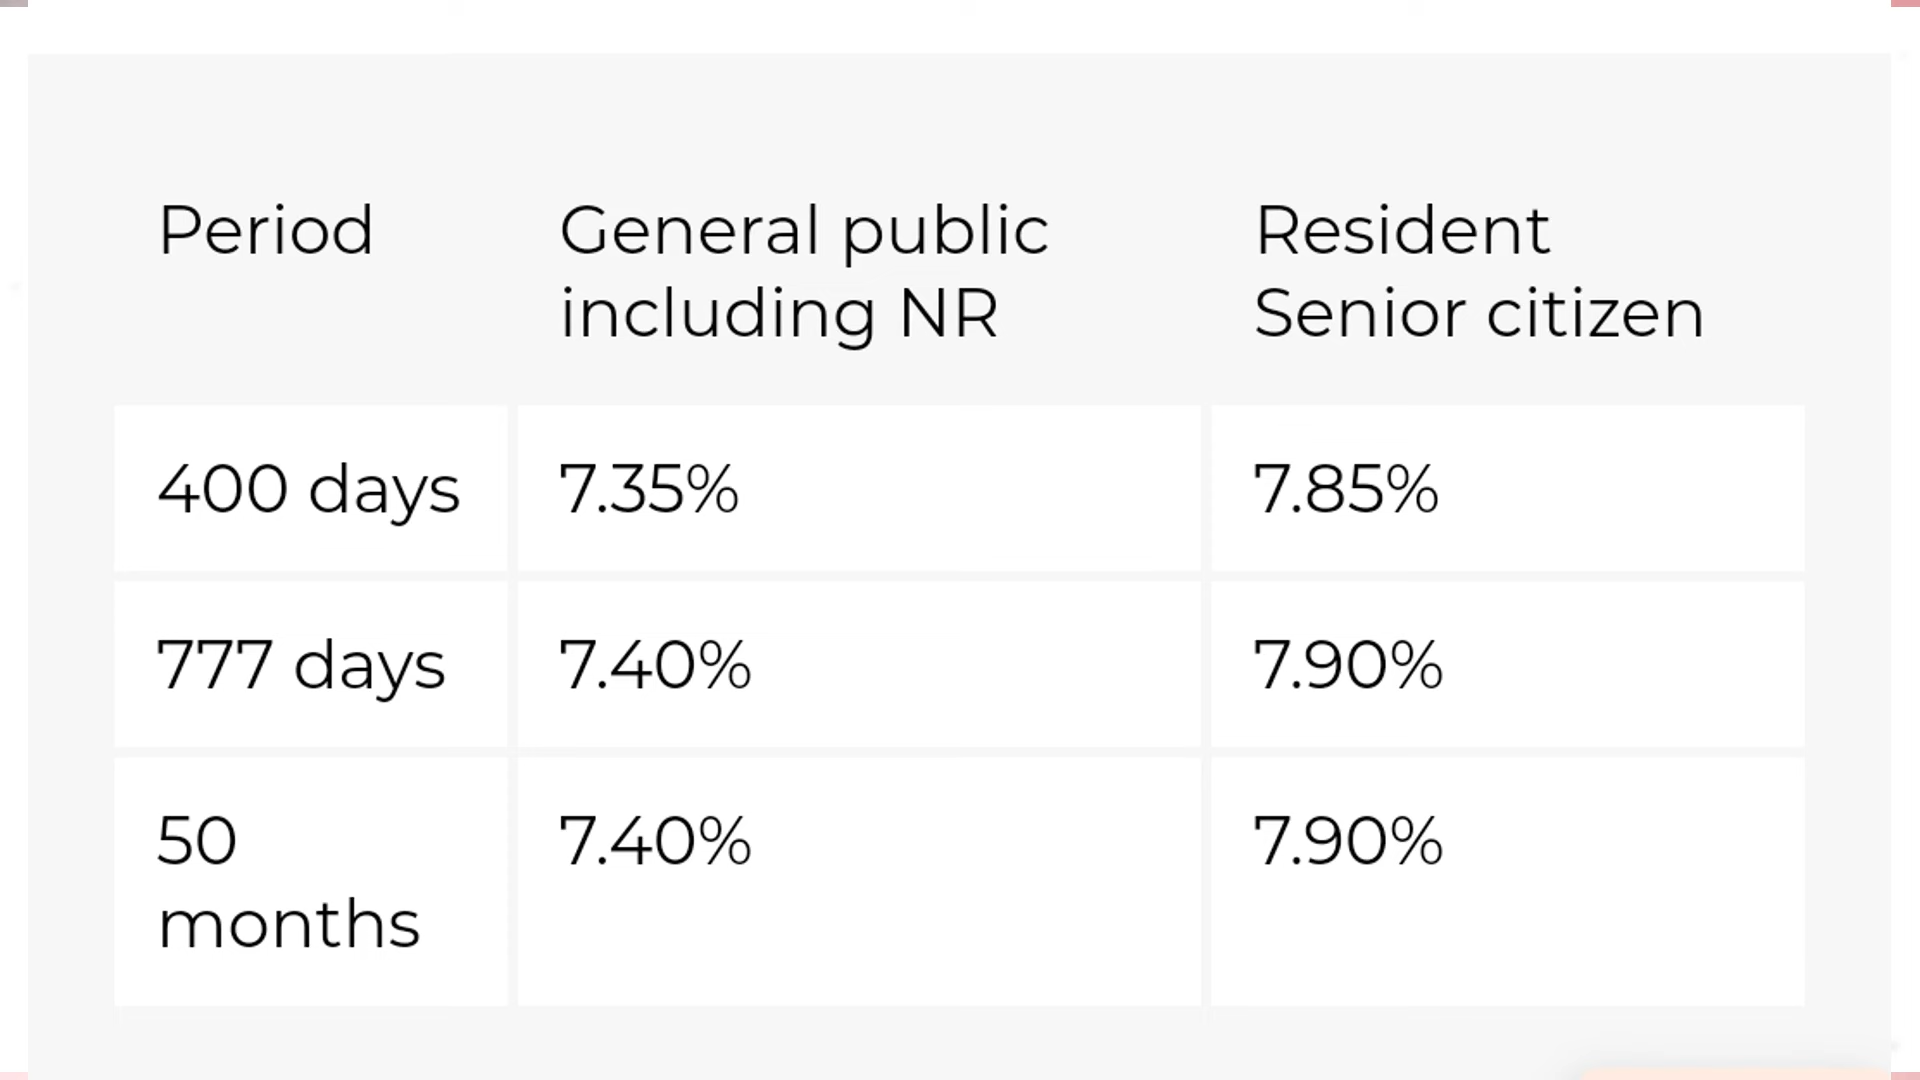 Period
General public
including NR
Resident
Senior citizen
400 days
7.35%
7.85%
777 days
7.40%
7.90%
50
months
7.40%
7.90%